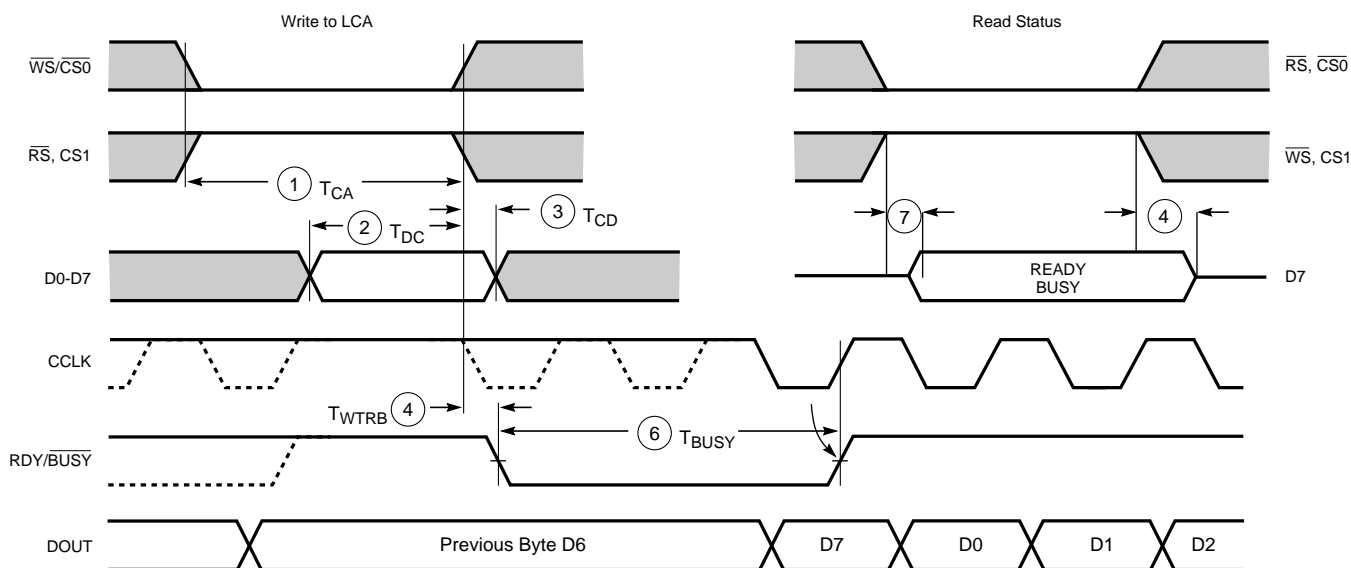 Write to LCA
Read Status
WS/CS0
RS, CS0
RS, CS1
WS, CS1
1 TCA
2 TDC
3 TCD
7
4
D0-D7
READY
BUSY
D7
CCLK
TWTRB 4
6 TBUSY
RDY/BUSY
DOUT
Previous Byte D6
D7
D0
D1
D2